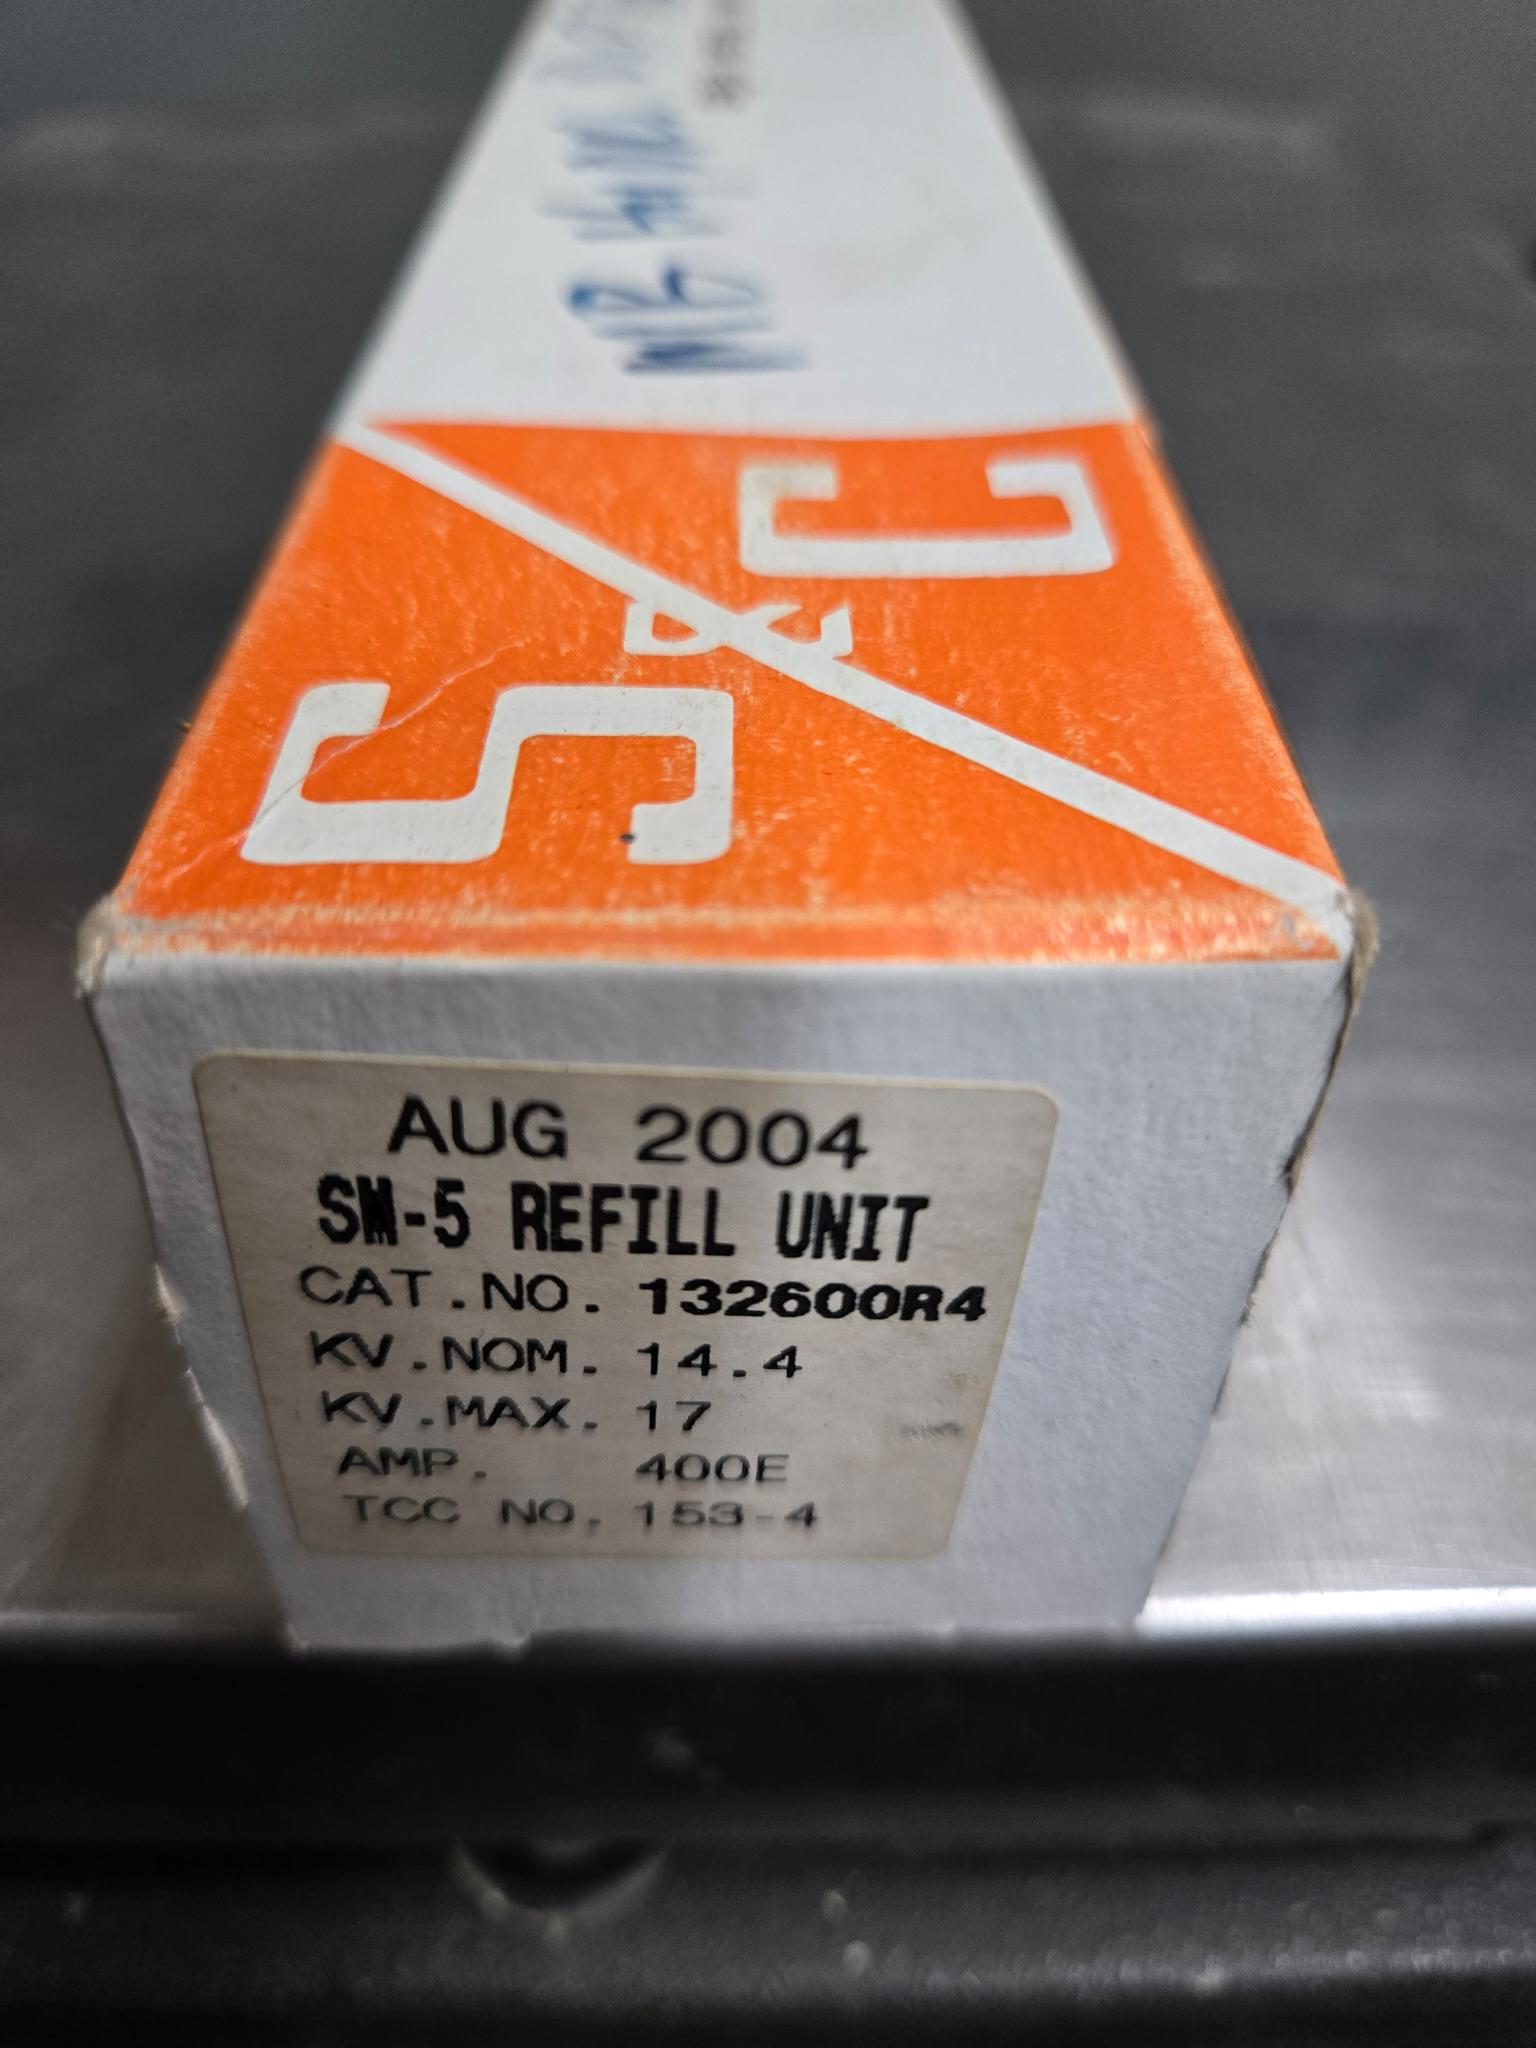 S&C
AUG 2004
SM-5 REFILL UNIT
CAT.NO. 132600R4
KV.NOM. 14.4
KV.MAX. 17
AMP. 400E
TCC NO. 153-4